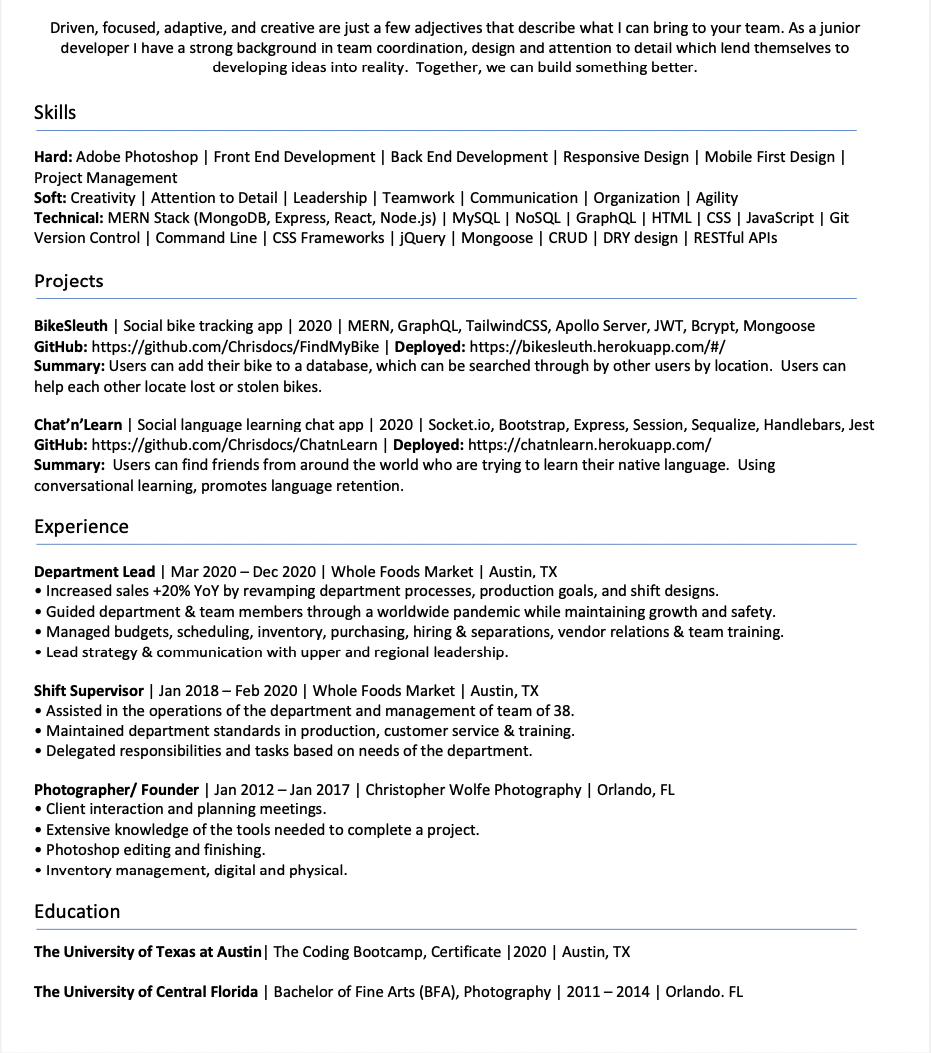 Driven, focused, adaptive, and creative are just a few adjectives that describe what I can bring to your team. As a junior
developer I have a strong background in team coordination, design and attention to detail which lend themselves to
developing ideas into reality.  Together, we can build something better.
Skills
Hard: Adobe Photoshop | Front End Development | Back End Development | Responsive Design | Mobile First Design |
Project Management
Soft: Creativity | Attention to Detail | Leadership | Teamwork | Communication | Organization | Agility
Technical: MERN Stack (MongoDB, Express, React, Node.js) | MySQL | NoSQL | GraphQL | HTML | CSS | JavaScript | Git
Version Control | Command Line | CSS Frameworks | jQuery | Mongoose | CRUD | DRY design | RESTful APIs
Projects
BikeSleuth | Social bike tracking app | 2020 | MERN, GraphQL, TailwindCSS, Apollo Server, JWT, Bcrypt, Mongoose
GitHub: https://github.com/Chrisdocs/FindMyBike | Deployed: https://bikesleuth.herokuapp.com/#/
Summary: Users can add their bike to a database, which can be searched through by other users by location.  Users can
help each other locate lost or stolen bikes.
Chat’n’Learn | Social language learning chat app | 2020 | Socket.io, Bootstrap, Express, Session, Sequalize, Handlebars, Jest
GitHub: https://github.com/Chrisdocs/ChatnLearn | Deployed: https://chatnlearn.herokuapp.com/
Summary:  Users can find friends from around the world who are trying to learn their native language.  Using
conversational learning, promotes language retention.
Experience
Department Lead | Mar 2020 – Dec 2020 | Whole Foods Market | Austin, TX
• Increased sales +20% YoY by revamping department processes, production goals, and shift designs.
• Guided department & team members through a worldwide pandemic while maintaining growth and safety.
• Managed budgets, scheduling, inventory, purchasing, hiring & separations, vendor relations & team training.
• Lead strategy & communication with upper and regional leadership.
Shift Supervisor | Jan 2018 – Feb 2020 | Whole Foods Market | Austin, TX
• Assisted in the operations of the department and management of team of 38.
• Maintained department standards in production, customer service & training.
• Delegated responsibilities and tasks based on needs of the department.
Photographer/ Founder | Jan 2012 – Jan 2017 | Christopher Wolfe Photography | Orlando, FL
• Client interaction and planning meetings.
• Extensive knowledge of the tools needed to complete a project.
• Photoshop editing and finishing.
• Inventory management, digital and physical.
Education
The University of Texas at Austin| The Coding Bootcamp, Certificate |2020 | Austin, TX
The University of Central Florida | Bachelor of Fine Arts (BFA), Photography | 2011 – 2014 | Orlando. FL